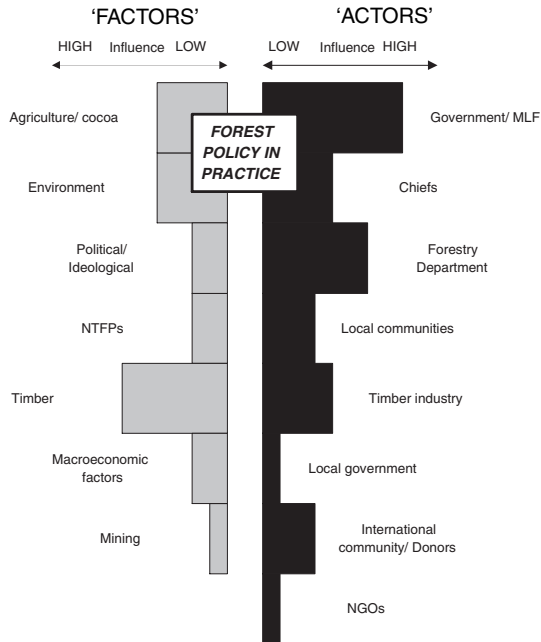 'FACTORS'
'ACTORS'
HIGH Influence LOW
LOW Influence HIGH
FOREST
POLICY IN
PRACTICE
Agriculture/ cocoa
Government/ MLF
Environment
Chiefs
Political/
Ideological
Forestry
Department
NTFPs
Local communities
Timber
Timber industry
Macroeconomic
factors
Local government
Mining
International
community/ Donors
NGOs